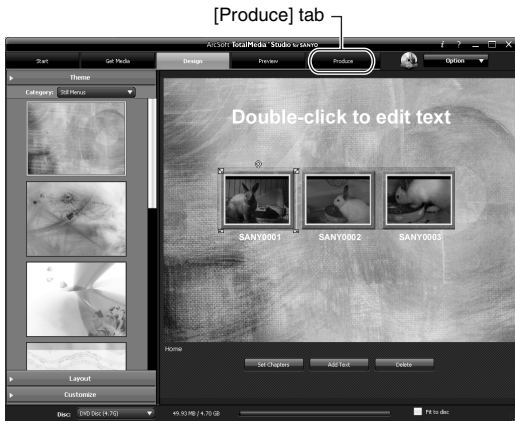 [Produce] tab
ArcSoft TotalMedia Studio for SANYO
i ?
Start Get Media Design Preview Produce Option
Theme
Category: Still Menus
Double-click to edit text
SANY0001 SANY0002 SANY0003
Home
Set Chapters Add Text Delete
Layout
Customize
Disc: DVD Disc (4.7G) 49.93 MB / 4.70 GB Fit to disc